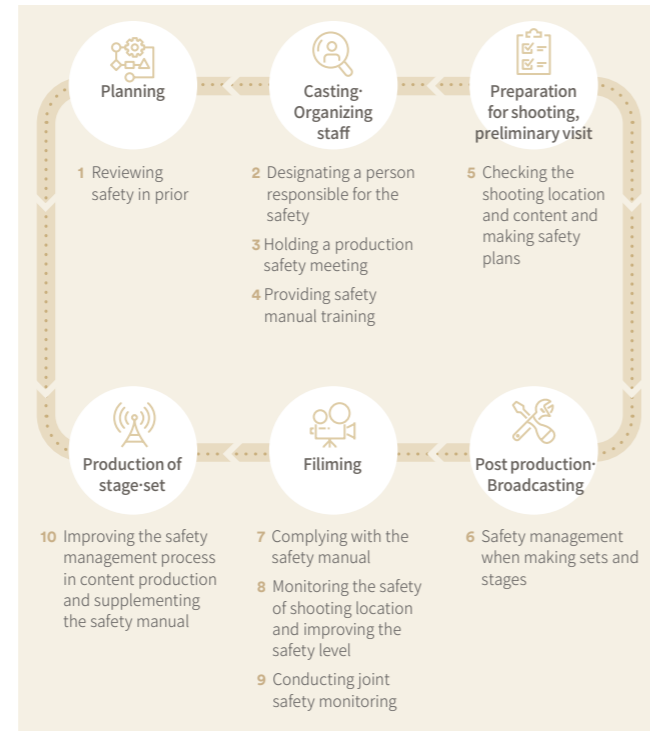 Planning
1 Reviewing
safety in prior
Casting·
Organizing
staff
2 Designating a person
responsible for the
safety
3 Holding a production
safety meeting
4 Providing safety
manual training
Preparation
for shooting,
preliminary visit
5 Checking the
shooting location
and content and
making safety
plans
Production of
stage·set
10 Improving the safety
management process
in content production
and supplementing
the safety manual
Filiming
7 Complying with the
safety manual
8 Monitoring the safety
of shooting location
and improving the
safety level
9 Conducting joint
safety monitoring
Post production·
Broadcasting
6 Safety management
when making sets and
stages